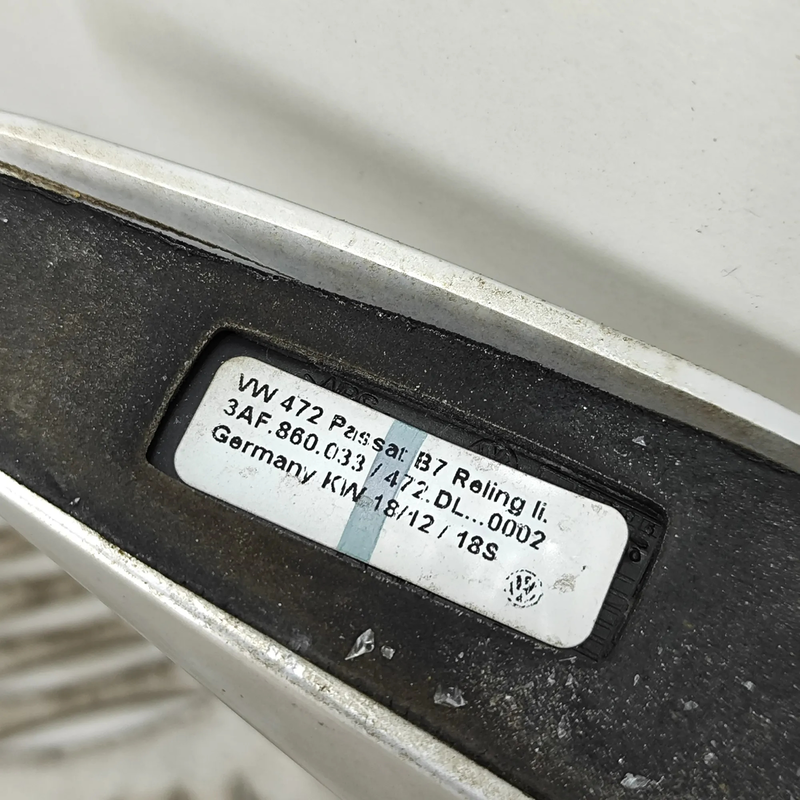 VW 472 Passat B7 Reling li.
3AF.860.033 / 472.DL...0002
Germany KW 18/12 / 18S